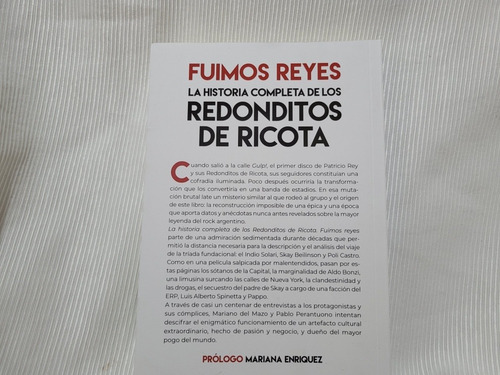 FUIMOS REYES
LA HISTORIA COMPLETA DE LOS
REDONDITOS
DE RICOTA
Cuando salió a la calle Gulp!, el primer disco de Patricio Rey
y sus Redonditos de Ricota, sus seguidores constituían una
cofradía iluminada. Poco después ocurriría la transforma-
ción que los convertiría en una banda de estadios. En esa mu-
tación brutal late un misterio similar al que rodeó al grupo y el origen
de este libro: la reconstrucción imposible de una épica y una época
que aporta datos y anécdotas nunca antes revelados sobre la mayor
leyenda del rock argentino.
La historia completa de los Redonditos de Ricota. Fuimos reyes
parte de una admiración sedimentada durante décadas que per-
mitió la distancia necesaria para la descripción y el análisis del viaje
de la tríada fundacional: el Indio Solari, Skay Beilinson y Poli Castro.
Como en una película salpicada por malentendidos, pasan por es-
tas páginas los sótanos de la Capital, la marginalidad de Aldo Bonzi,
una limusina surcando las calles de Nueva York, la clandestinidad y
las drogas, el secuestro del padre de Skay a cargo de una facción del
ERP, Luis Alberto Spinetta y Pappo.
A través de casi un centenar de entrevistas a los protagonistas y
sus cómplices, Mariano del Mazo y Pablo Perantuono intentan
descifrar el enigmático funcionamiento de un artefacto cultural
extraordinario, hecho de pasión y negocio, y dueño del mayor
pogo del mundo.
PRÓLOGO MARIANA ENRIQUEZ